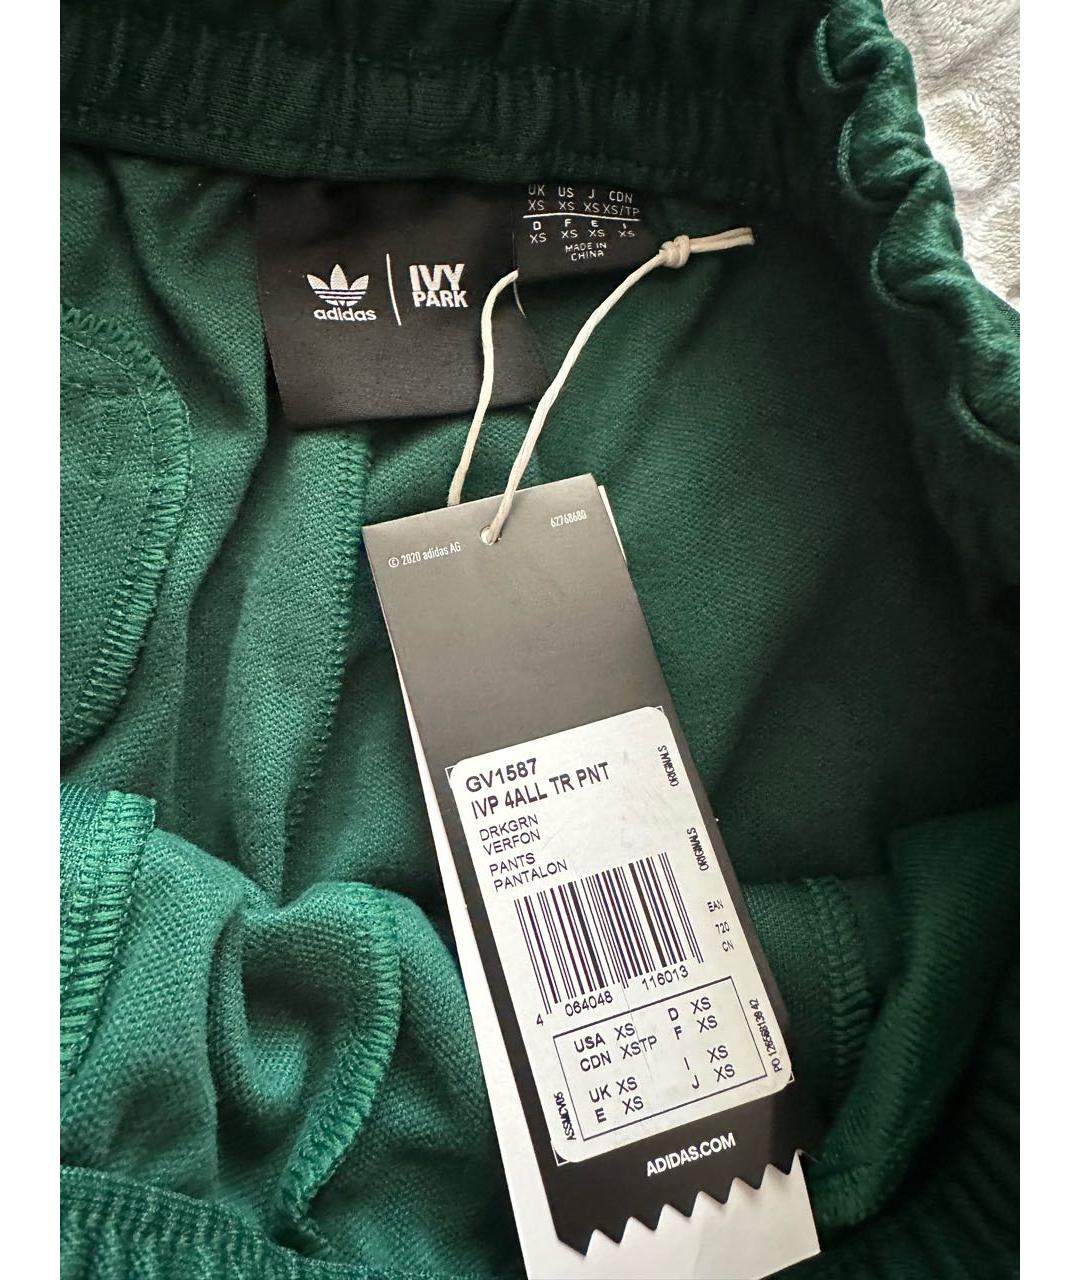 UK US J CDN
XS XS XS XS/TP
D F E I
XS XS XS XS
MADE IN
CHINA
adidas
IVY
PARK
© 2020 adidas AG
62768680
GV1587
IVP 4ALL TR PNT
DRKGRN
VERFON
PANTS
PANTALON
ORIGINALS
ORIGINALS
EAN
720
CN
4 064048 116013
USA XS D XS
CDN XSTP F XS
UK XS I XS
E XS J XS
ADIDAS.COM